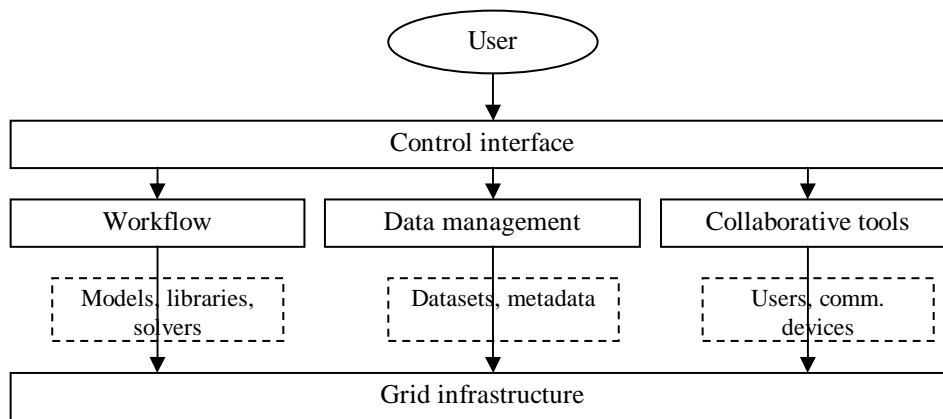 User
Control interface
Workflow
Data management
Collaborative tools
Models, libraries,
solvers
Datasets, metadata
Users, comm.
devices
Grid infrastructure